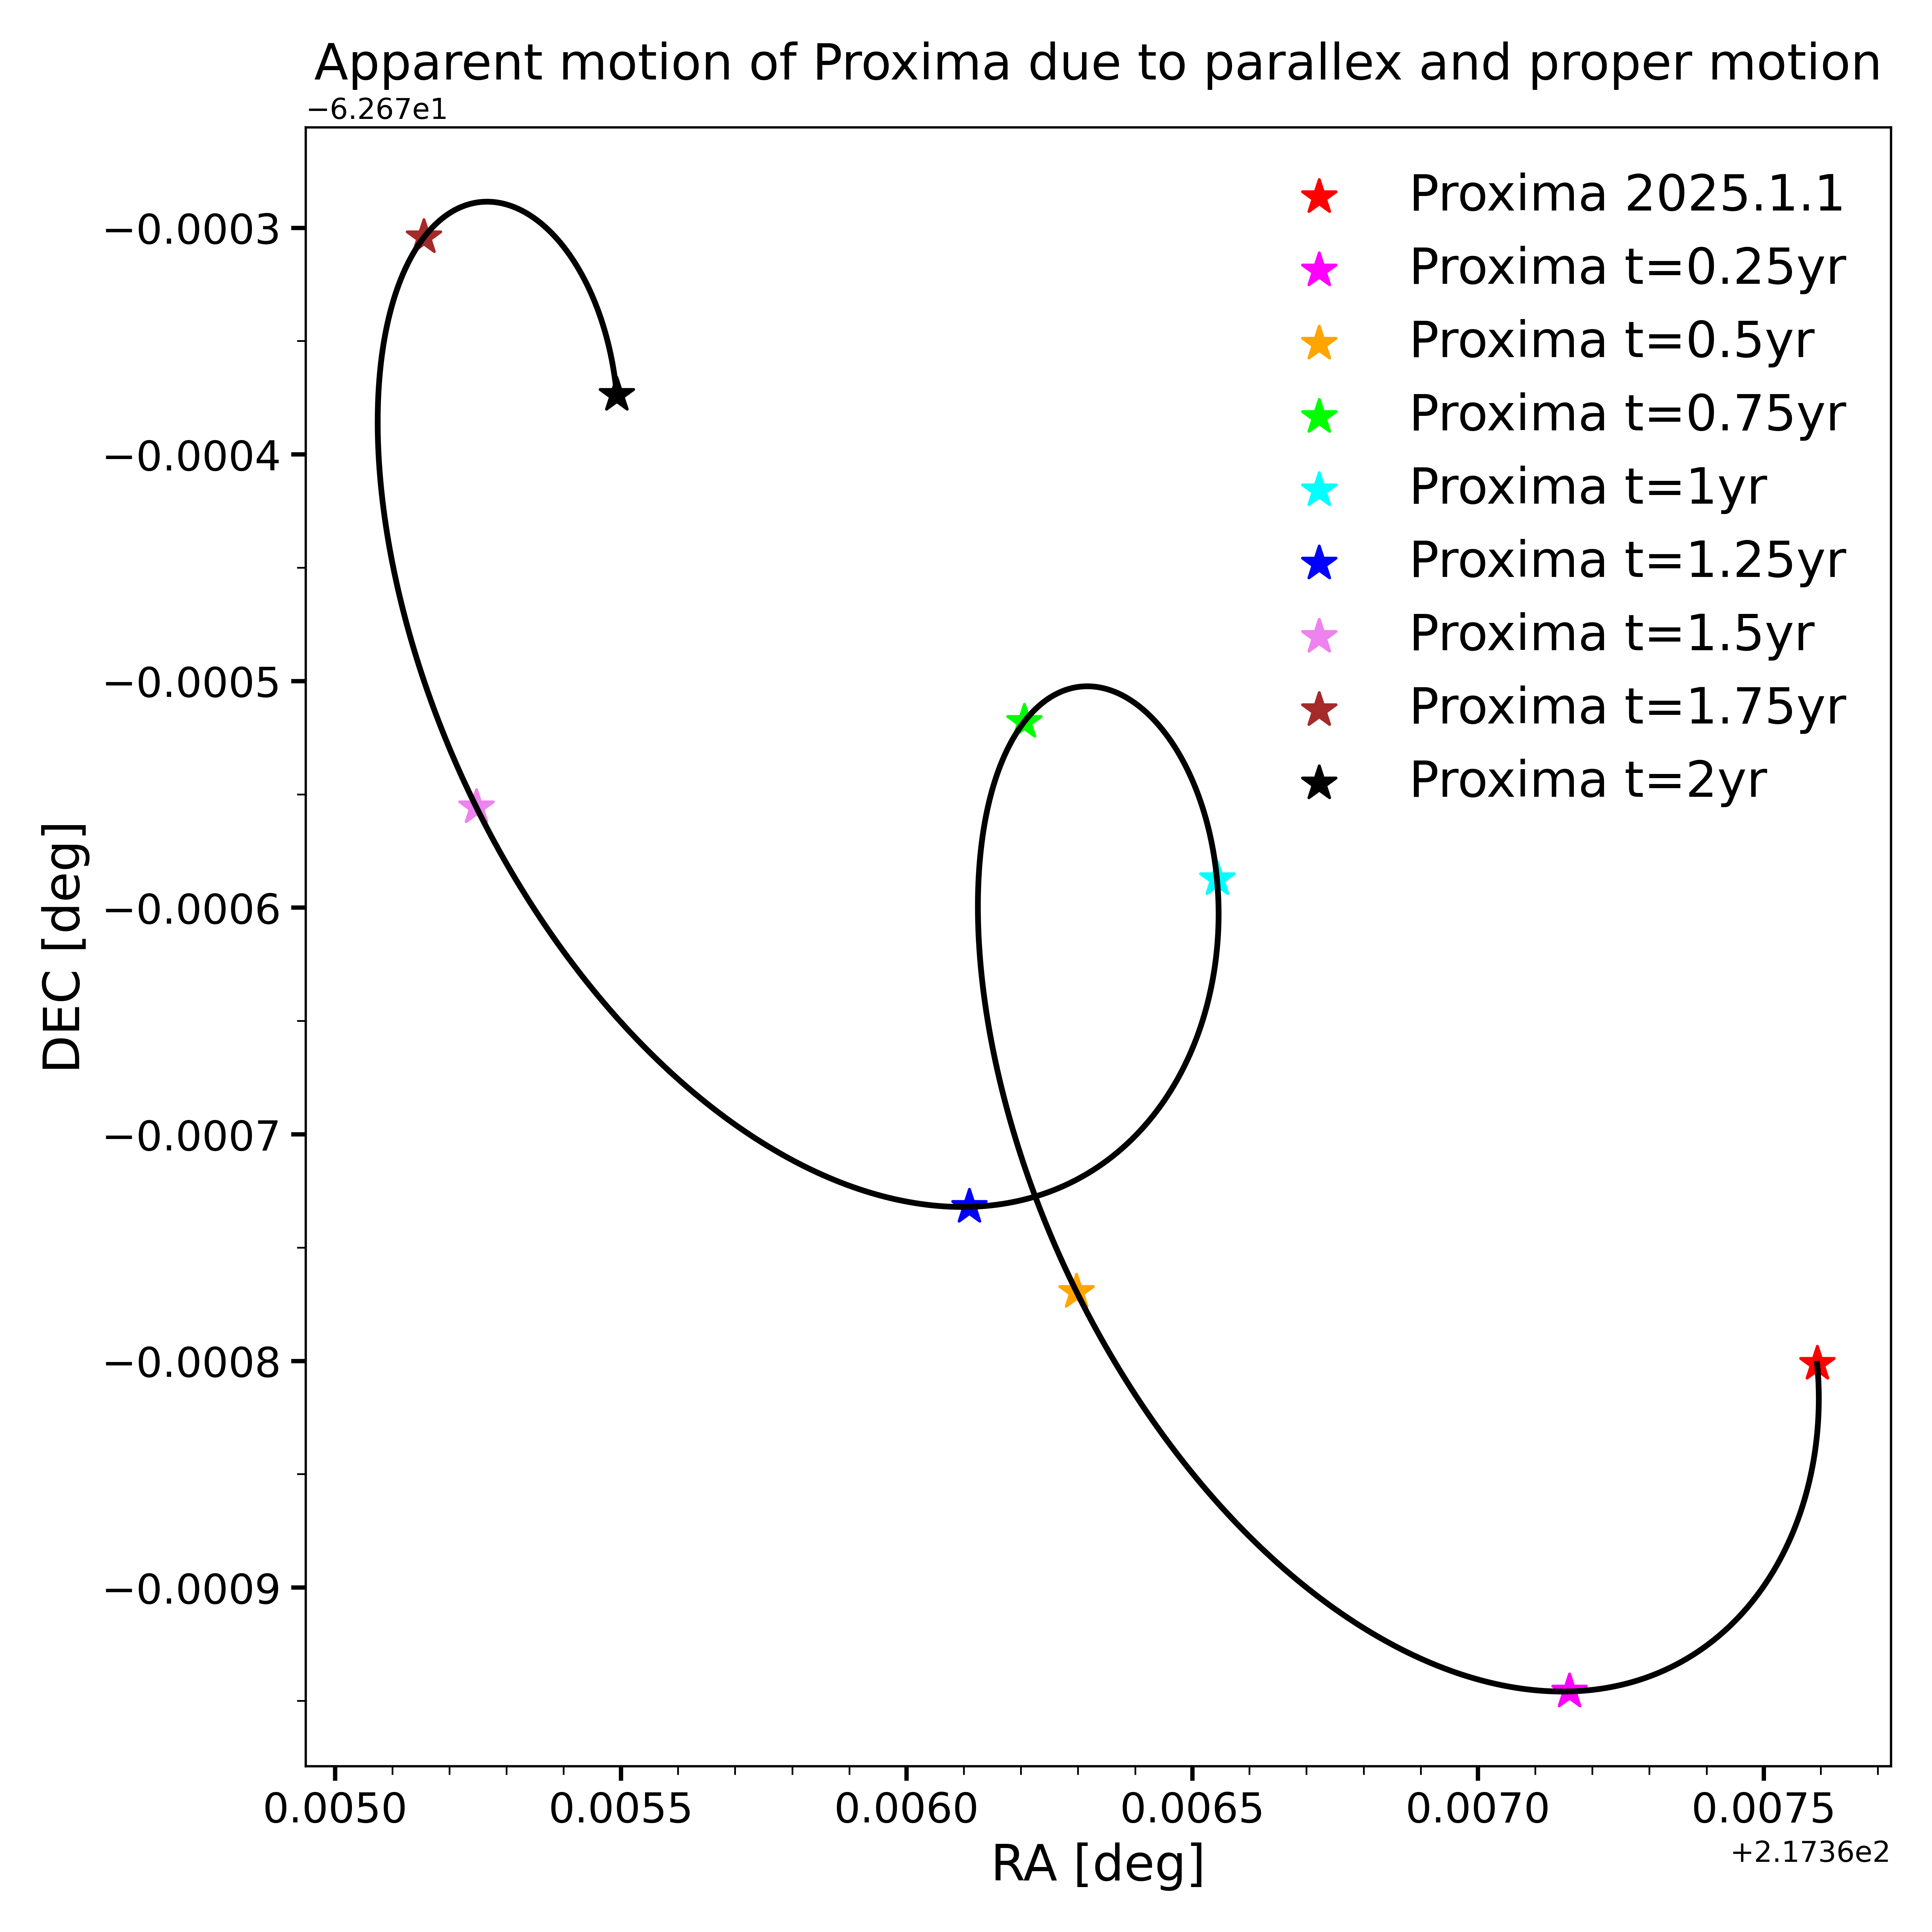 Apparent motion of Proxima due to parallex and proper motion
−6.267e1
Proxima 2025.1.1
Proxima t=0.25yr
Proxima t=0.5yr
Proxima t=0.75yr
Proxima t=1yr
Proxima t=1.25yr
Proxima t=1.5yr
Proxima t=1.75yr
Proxima t=2yr
−0.0003
−0.0004
−0.0005
−0.0006
−0.0007
−0.0008
−0.0009
DEC [deg]
0.0050 0.0055 0.0060 0.0065 0.0070 0.0075
+2.1736e2
RA [deg]